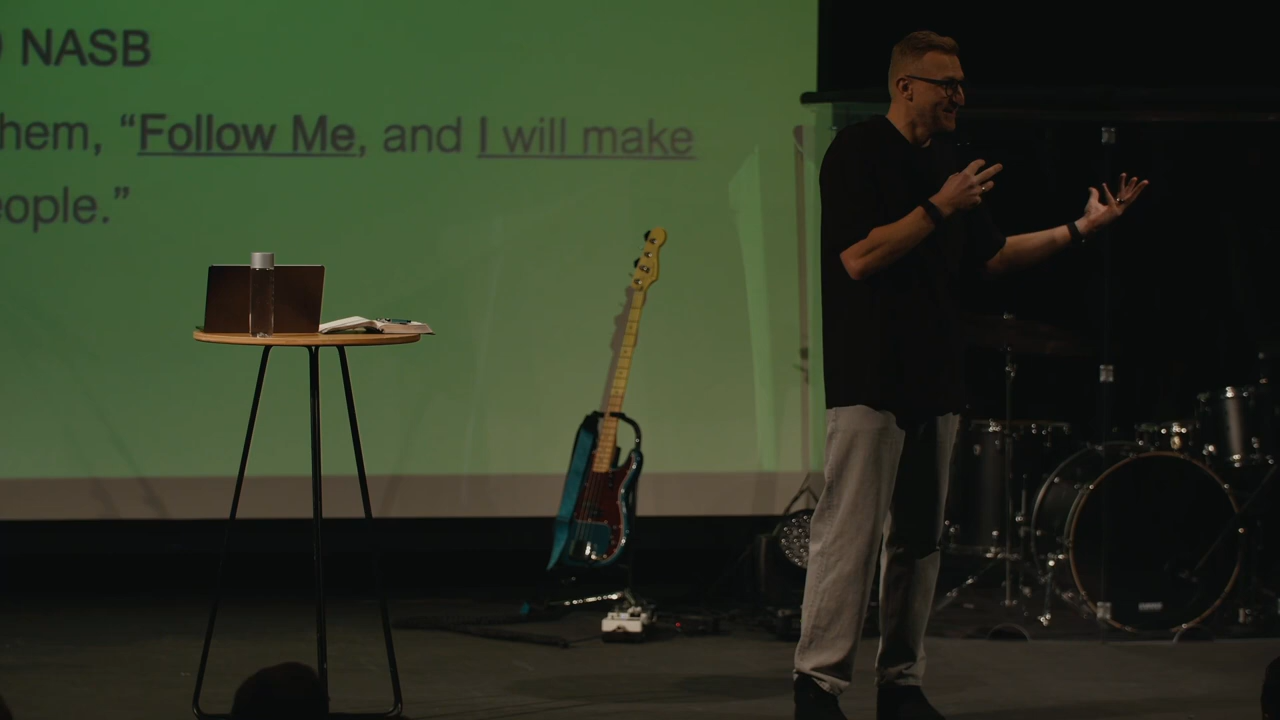 ) NASB
hem, “Follow Me, and I will make
eople.”